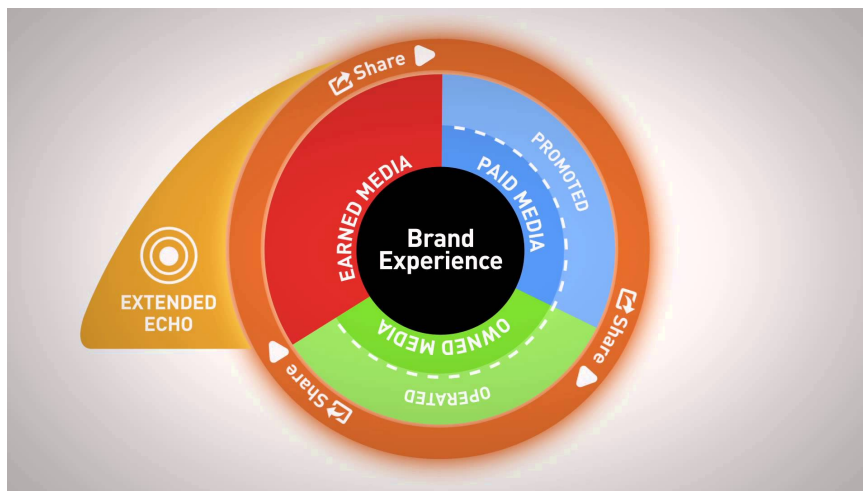 Share
PROMOTED
PAID MEDIA
EARNED MEDIA
Brand
Experience
EXTENDED
ECHO
OWNED MEDIA
OPERATED
Share
Share